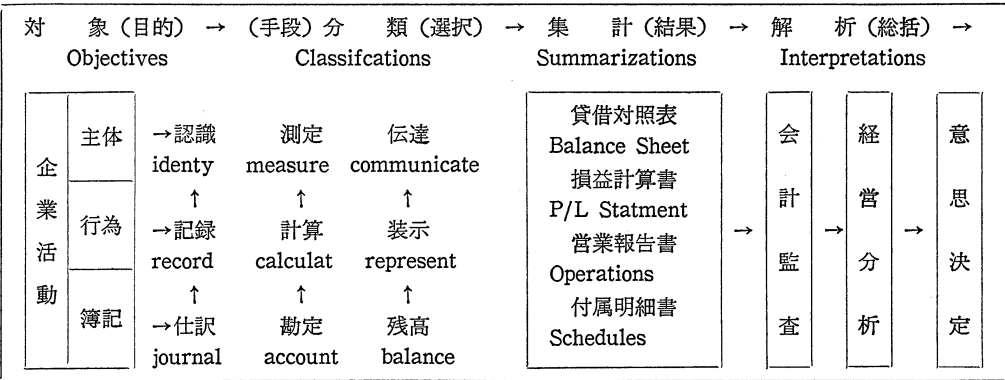 対 象（目的）→ （手段）分 類（選択）→ 集 計（結果）→ 解 析（総括）→
Objectives Classifcations Summarizations Interpretations
企業活動
主体 →認識 測定 伝達
identy measure communicate
↑ ↑ ↑
行為 →記録 計算 装示
record calculat represent
↑ ↑ ↑
簿記 →仕訳 勘定 残高
journal account balance
貸借対照表
Balance Sheet
損益計算書
P/L Statment
営業報告書
Operations
付属明細書
Schedules
→
会計監査
→
経営分析
→
意思決定